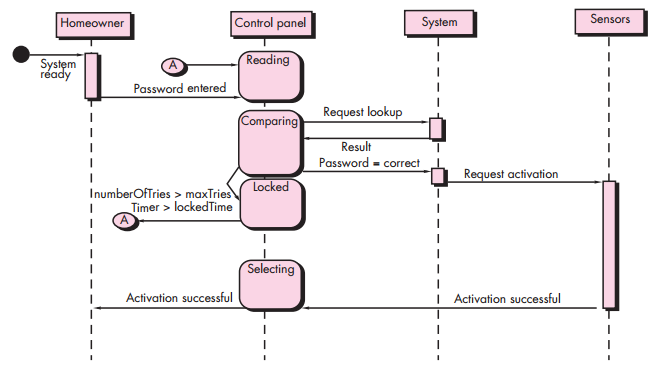 Homeowner
Control panel
System
Sensors
System
ready
A
Reading
Password entered
Comparing
Request lookup
Result
Password = correct
Request activation
numberOfTries > maxTries
Locked
Timer > lockedTime
A
Selecting
Activation successful
Activation successful